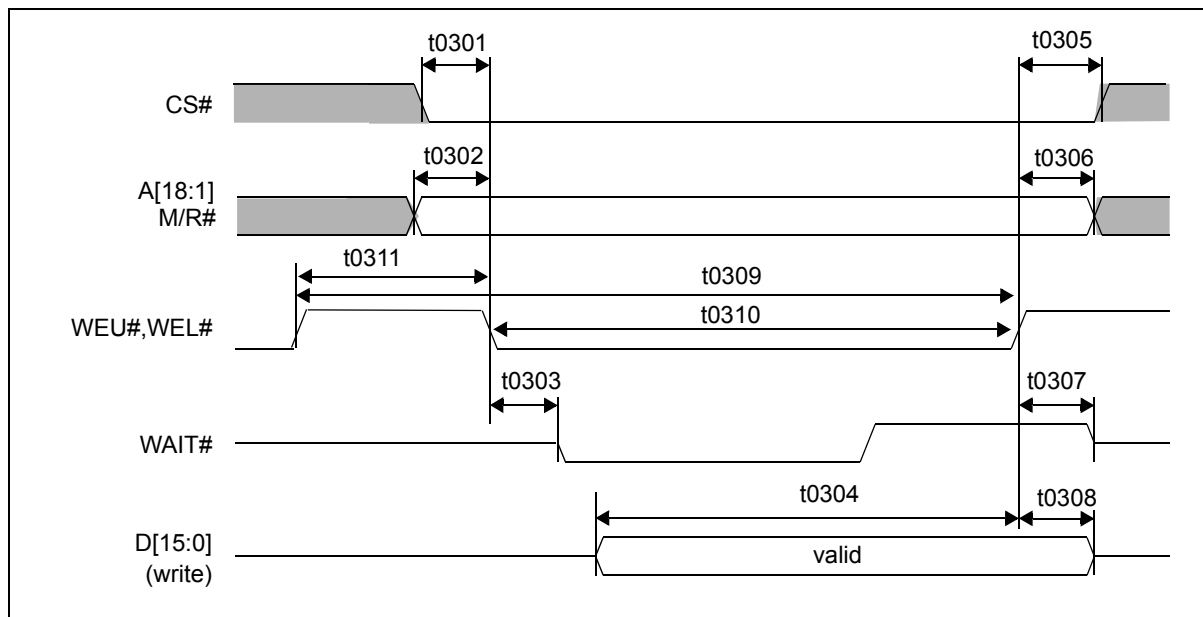 t0301
t0305
CS#
t0302
t0306
A[18:1]
M/R#
t0311
t0309
t0310
WEU#,WEL#
t0303
t0307
WAIT#
t0304
t0308
D[15:0]
valid
(write)